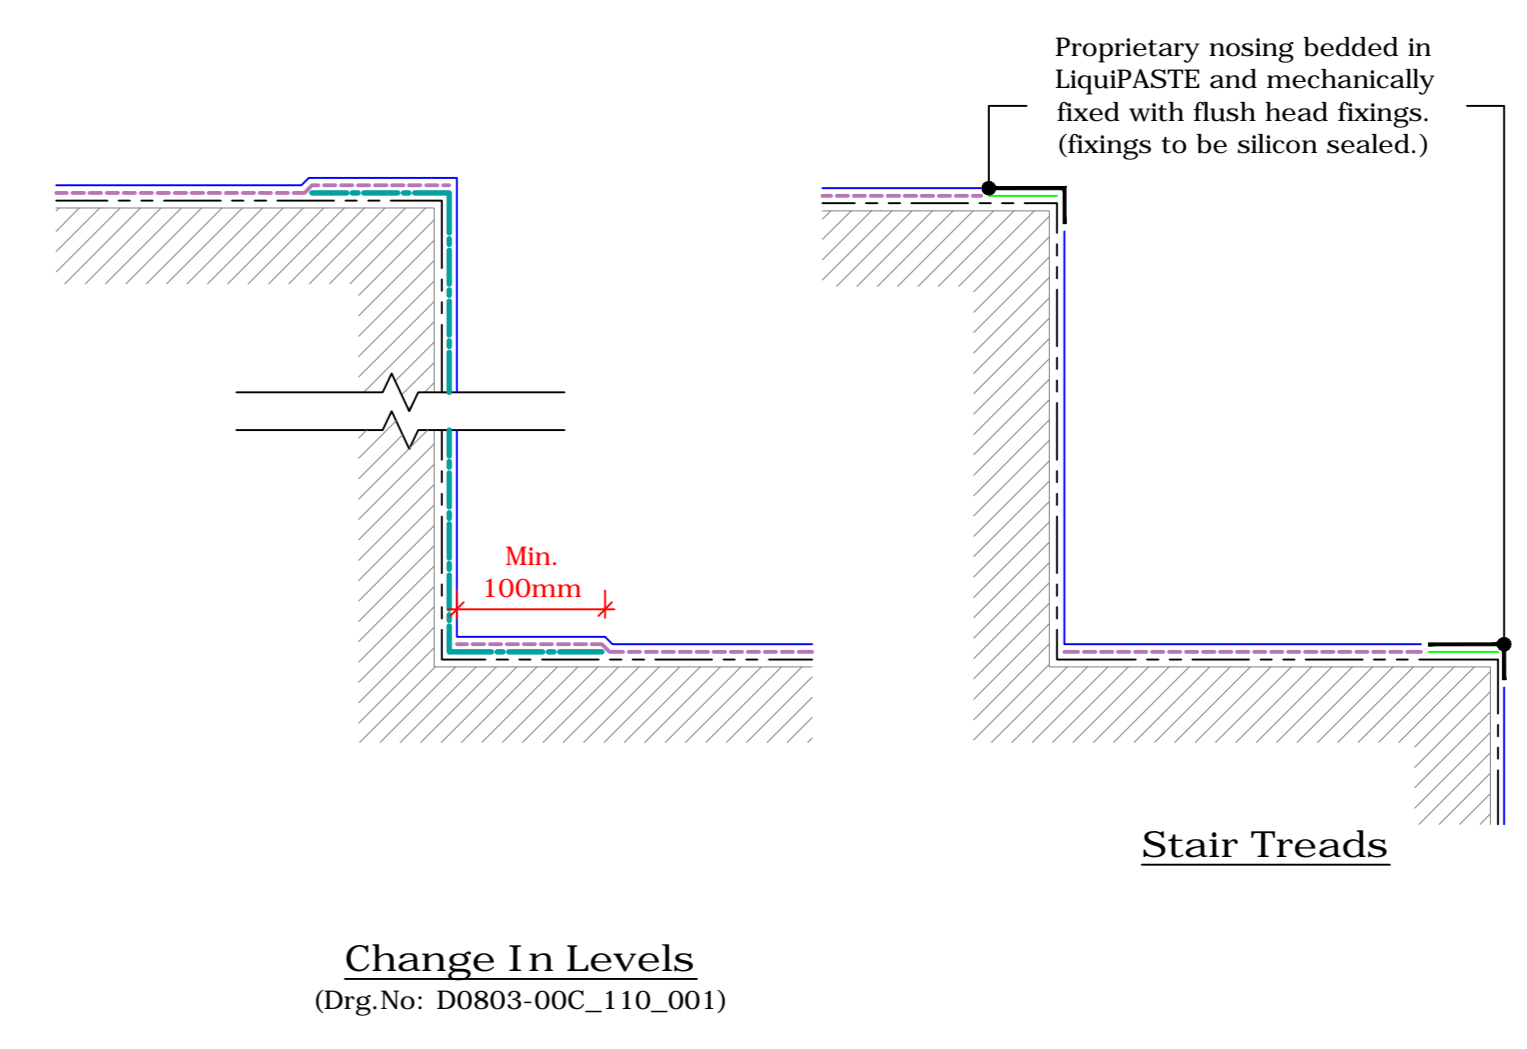 Proprietary nosing bedded in
LiquiPASTE and mechanically
fixed with flush head fixings.
(fixings to be silicon sealed.)
Min.
100mm
Stair Treads
Change In Levels
(Drg.No: D0803-00C_110_001)